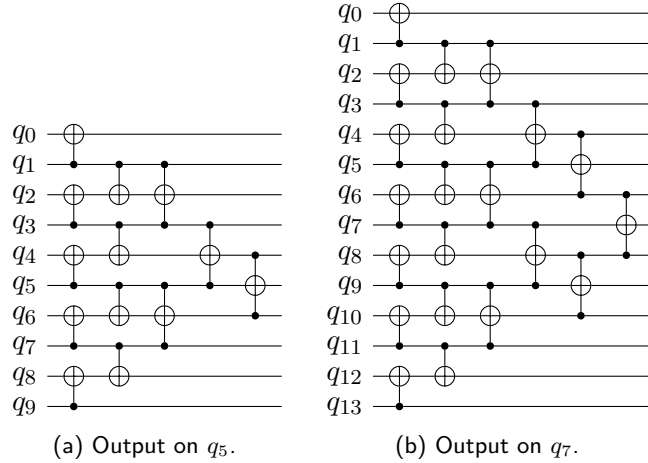 q0
q1
q2
q3
q4
q5
q6
q7
q8
q9
(a) Output on q5.
q0
q1
q2
q3
q4
q5
q6
q7
q8
q9
q10
q11
q12
q13
(b) Output on q7.